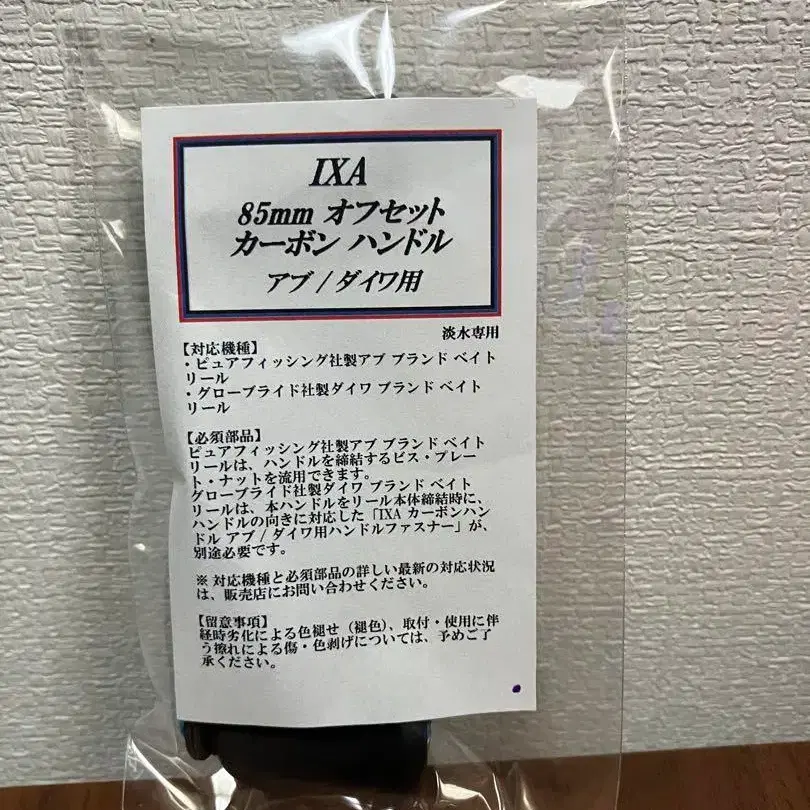 IXA
85mm オフセット
カーボン ハンドル
アブ / ダイワ用
淡水専用
【対応機種】
・ピュアフィッシング社製アブ ブランド ベイト
リール
・グローブライド社製ダイワ ブランド ベイト
リール
【必須部品】
ピュアフィッシング社製アブ ブランド ベイト
リールは、ハンドルを締結するビス・プレー
ト・ナットを流用できます。
グローブライド社製ダイワ ブランド ベイト
リールは、本ハンドルをリール本体締結時に、
ハンドルの向きに対応した「IXA カーボンハン
ドル アブ / ダイワ用ハンドルファスナー」が、
別途必要です。
※ 対応機種と必須部品の詳しい最新の対応状況
は、販売店にお問い合わせください。
【留意事項】
経時劣化による色褪せ（褪色）、取付・使用に伴
う擦れによる傷・色剥げについては、予めご了
承ください。